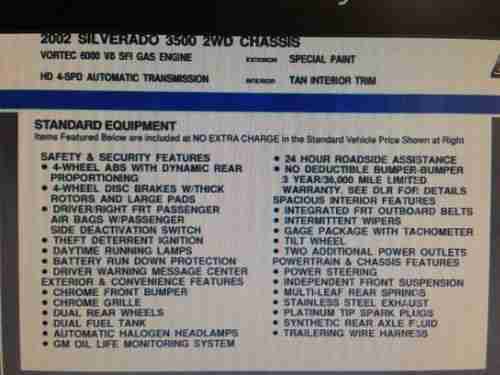 2002 SILVERADO 3500 2WD CHASSIS
VORTEC 6000 V8 SFI GAS ENGINE EXTERIOR SPECIAL PAINT
HD 4-SPD AUTOMATIC TRANSMISSION INTERIOR TAN INTERIOR TRIM
STANDARD EQUIPMENT
Items Featured Below are included at NO EXTRA CHARGE in the Standard Vehicle Price Shown at Right
SAFETY & SECURITY FEATURES
• 4-WHEEL ABS WITH DYNAMIC REAR
PROPORTIONING
• 4-WHEEL DISC BRAKES W/THICK
ROTORS AND LARGE PADS
• DRIVER/RIGHT FRT PASSENGER
AIR BAGS W/PASSENGER
SIDE DEACTIVATION SWITCH
• THEFT DETERRENT IGNITION
• DAYTIME RUNNING LAMPS
• BATTERY RUN DOWN PROTECTION
• DRIVER WARNING MESSAGE CENTER
EXTERIOR & CONVENIENCE FEATURES
• CHROME FRONT BUMPER
• CHROME GRILLE
• DUAL REAR WHEELS
• DUAL FUEL TANK
• AUTOMATIC HALOGEN HEADLAMPS
• GM OIL LIFE MONITORING SYSTEM
• 24 HOUR ROADSIDE ASSISTANCE
• NO DEDUCTIBLE BUMPER-BUMPER
3 YEAR/36,000 MILE LIMITED
WARRANTY. SEE DLR FOR DETAILS
SPACIOUS INTERIOR FEATURES
• INTEGRATED FRT OUTBOARD BELTS
• INTERMITTENT WIPERS
• GAGE PACKAGE WITH TACHOMETER
• TILT WHEEL
• TWO ADDITIONAL POWER OUTLETS
POWERTRAIN & CHASSIS FEATURES
• POWER STEERING
• INDEPENDENT FRONT SUSPENSION
• MULTI-LEAF REAR SPRINGS
• STAINLESS STEEL EXHAUST
• PLATINUM TIP SPARK PLUGS
• SYNTHETIC REAR AXLE FLUID
• TRAILERING WIRE HARNESS